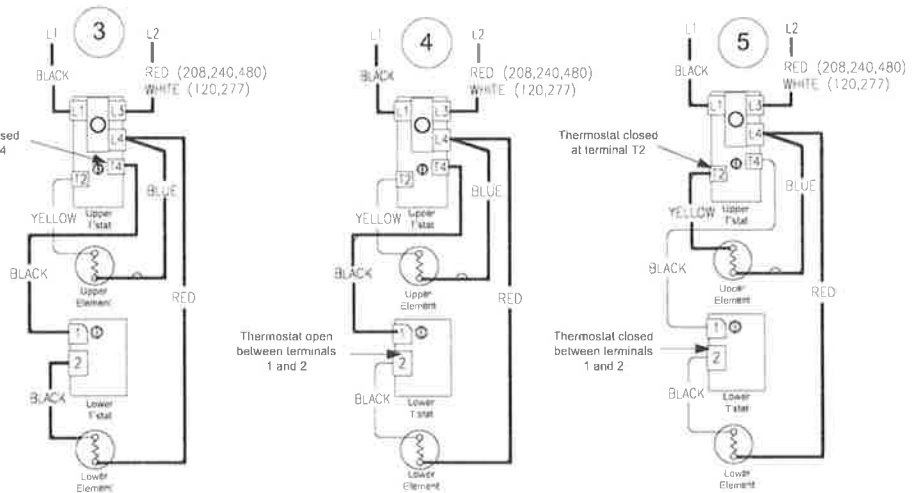 3
L1
L2
BLACK
RED (208,240,480)
WHITE (120,277)
L1
L3
L4
T4
T2
BLUE
YELLOW
Upper
T'stat
BLACK
Upper
Element
RED
1
2
BLACK
Lower
T'stat
Lower
Element
4
L1
L2
BLACK
RED (208,240,480)
WHITE (120,277)
L1
L3
L4
T4
T2
BLUE
YELLOW
Upper
T'stat
BLACK
Upper
Element
RED
Thermostat open
between terminals
1 and 2
1
2
BLACK
Lower
T'stat
Lower
Element
5
L1
L2
BLACK
RED (208,240,480)
WHITE (120,277)
Thermostat closed
at terminal T2
L1
L3
L4
T4
T2
BLUE
YELLOW
Upper
T'stat
BLACK
Upper
Element
RED
Thermostat closed
between terminals
1 and 2
1
2
BLACK
Lower
T'stat
Lower
Element